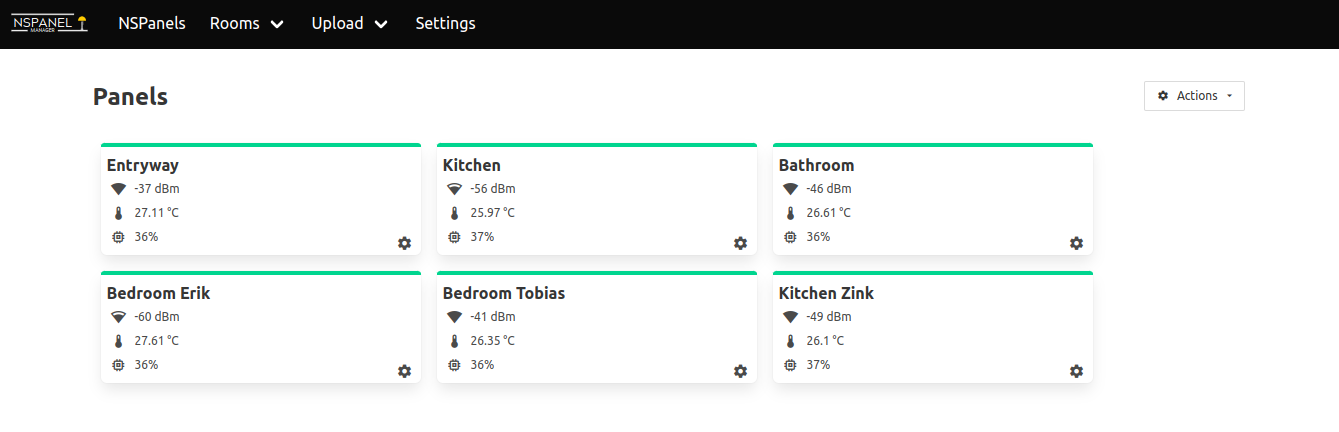 NSPANEL
MANAGER
NSPanels Rooms Upload Settings
Panels
Actions
Entryway
-37 dBm
27.11 °C
36%
Kitchen
-56 dBm
25.97 °C
37%
Bathroom
-46 dBm
26.61 °C
36%
Bedroom Erik
-60 dBm
27.61 °C
36%
Bedroom Tobias
-41 dBm
26.35 °C
36%
Kitchen Zink
-49 dBm
26.1 °C
37%